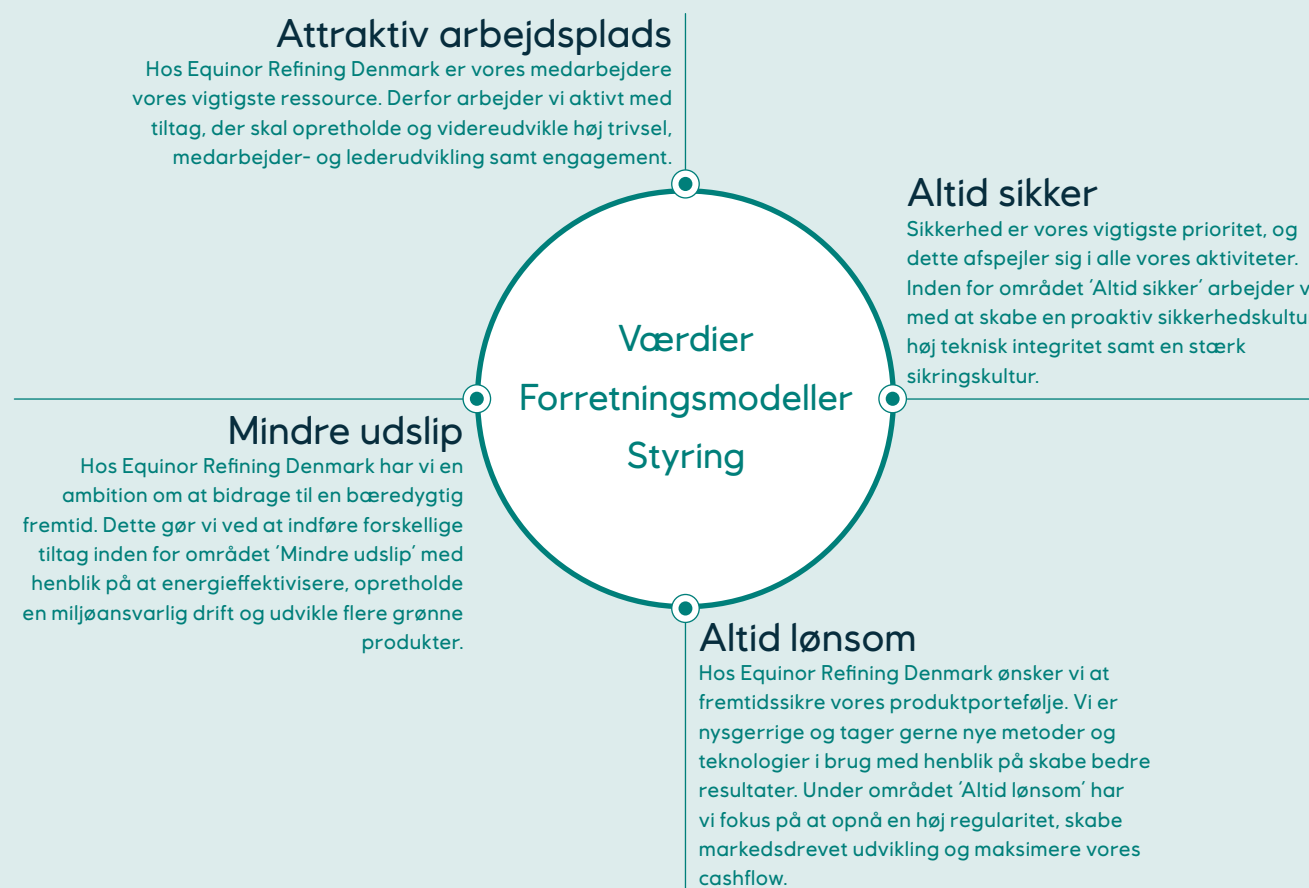 Attraktiv arbejdsplads
Hos Equinor Refining Denmark er vores medarbejdere
vores vigtigste ressource. Derfor arbejder vi aktivt med
tiltag, der skal opretholde og videreudvikle høj trivsel,
medarbejder- og lederudvikling samt engagement.
Altid sikker
Sikkerhed er vores vigtigste prioritet, og
dette afspejler sig i alle vores aktiviteter.
Inden for området ’Altid sikker’ arbejder
med at skabe en proaktiv
høj teknisk integritet samt en stærk
sikringskultur.
Værdier
Forretningsmodeller
Styring
Mindre udslip
Hos Equinor Refining Denmark har vi en
ambition om at bidrage til en bæredygtig
fremtid. Dette gør vi ved at indføre forskellige
tiltag inden for området ’Mindre udslip’ med
henblik på at energieffektivisere, opretholde
en miljøansvarlig drift og udvikle flere grønne
produkter.
Altid lønsom
Hos Equinor Refining Denmark ønsker vi at
fremtidssikre vores produktportefølje. Vi er
nysgerrige og tager gerne nye metoder og
teknologier i brug med henblik på skabe bedre
resultater. Under området ’Altid lønsom’ har
vi fokus på at opnå en høj regularitet, skabe
markedsdrevet udvikling og maksimere vores
cashflow.